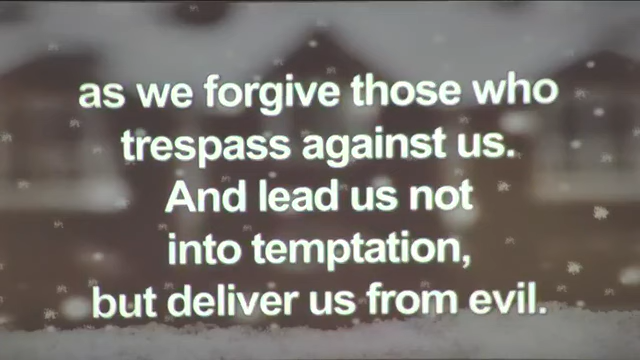 as we forgive those who
trespass against us.
And lead us not
into temptation,
but deliver us from evil.